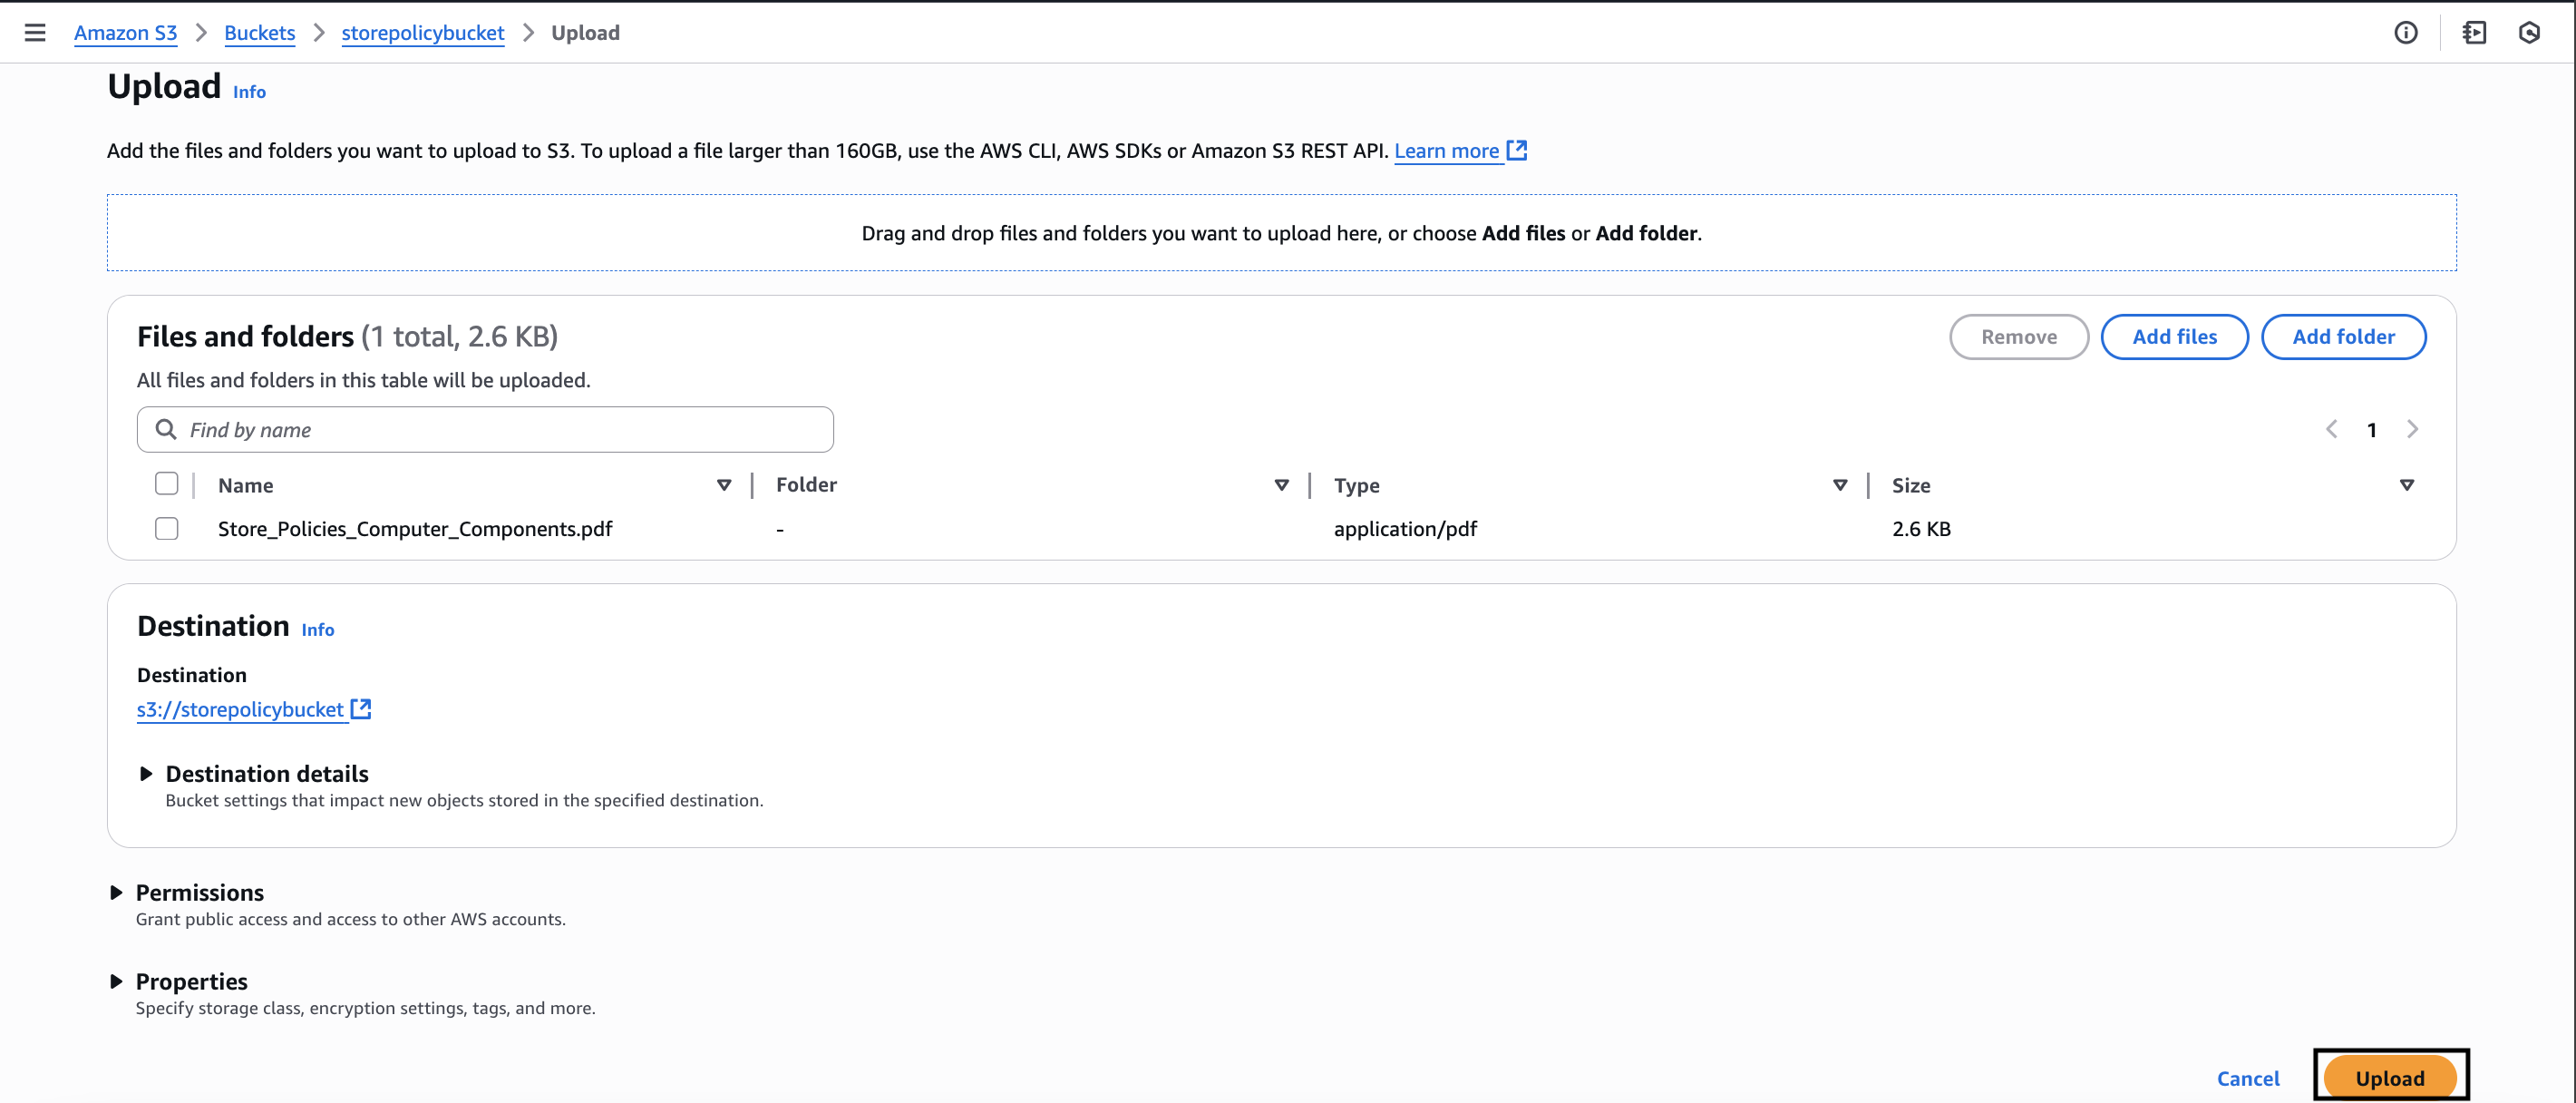 Amazon S3 > Buckets > storepolicybucket > Upload
Upload Info
Add the files and folders you want to upload to S3. To upload a file larger than 160GB, use the AWS CLI, AWS SDKs or Amazon S3 REST API. Learn more
Drag and drop files and folders you want to upload here, or choose Add files or Add folder.
Files and folders (1 total, 2.6 KB)
Remove Add files Add folder
All files and folders in this table will be uploaded.
Find by name
1
Name Folder Type Size
Store_Policies_Computer_Components.pdf - application/pdf 2.6 KB
Destination Info
Destination
s3://storepolicybucket
Destination details
Bucket settings that impact new objects stored in the specified destination.
Permissions
Grant public access and access to other AWS accounts.
Properties
Specify storage class, encryption settings, tags, and more.
Cancel Upload